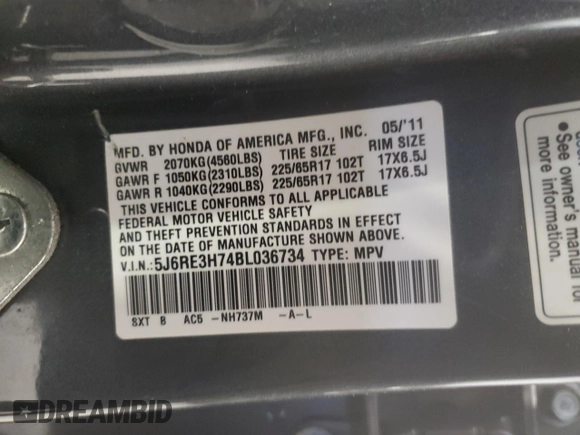 MFD. BY HONDA OF AMERICA MFG., INC. 05/'11
GVWR 2070KG(4560LBS) TIRE SIZE RIM SIZE
GAWR F 1050KG(2310LBS) 225/65R17 102T 17X6.5J
GAWR R 1040KG(2290LBS) 225/65R17 102T 17X6.5J
THIS VEHICLE CONFORMS TO ALL APPLICABLE
FEDERAL MOTOR VEHICLE SAFETY
AND THEFT PREVENTION STANDARDS IN EFFECT
ON THE DATE OF MANUFACTURE SHOWN ABOVE.
V.I.N.:5J6RE3H74BL036734 TYPE: MPV
SXT B AC5 -NH737M -A-L
•See owner's
manual for
DREAMBID